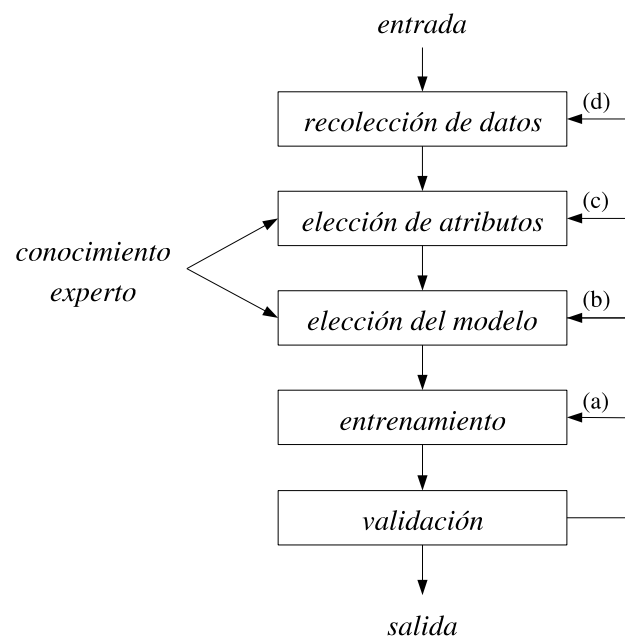 entrada
(d)
recolección de datos
(c)
elección de atributos
conocimiento
experto
(b)
elección del modelo
(a)
entrenamiento
validación
salida